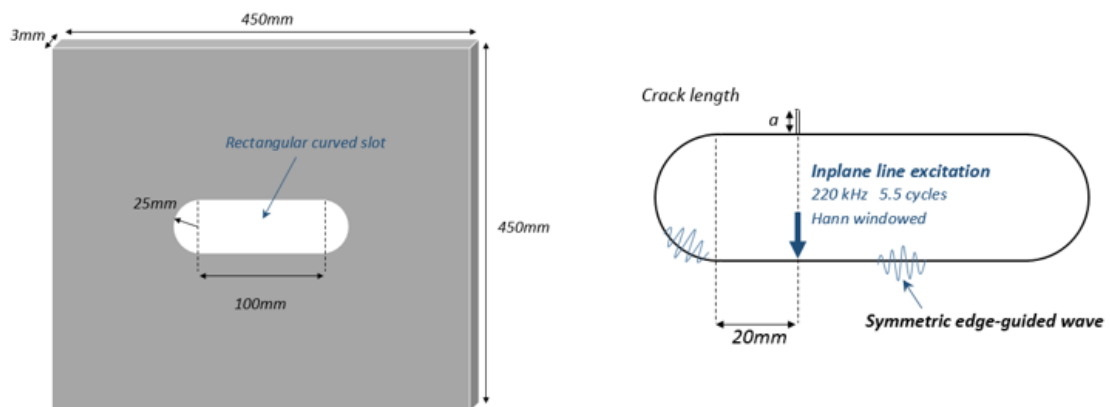 450mm
3mm
Rectangular curved slot
25mm
450mm
100mm
Crack length
a
Inplane line excitation
220 kHz 5.5 cycles
Hann windowed
Symmetric edge-guided wave
20mm